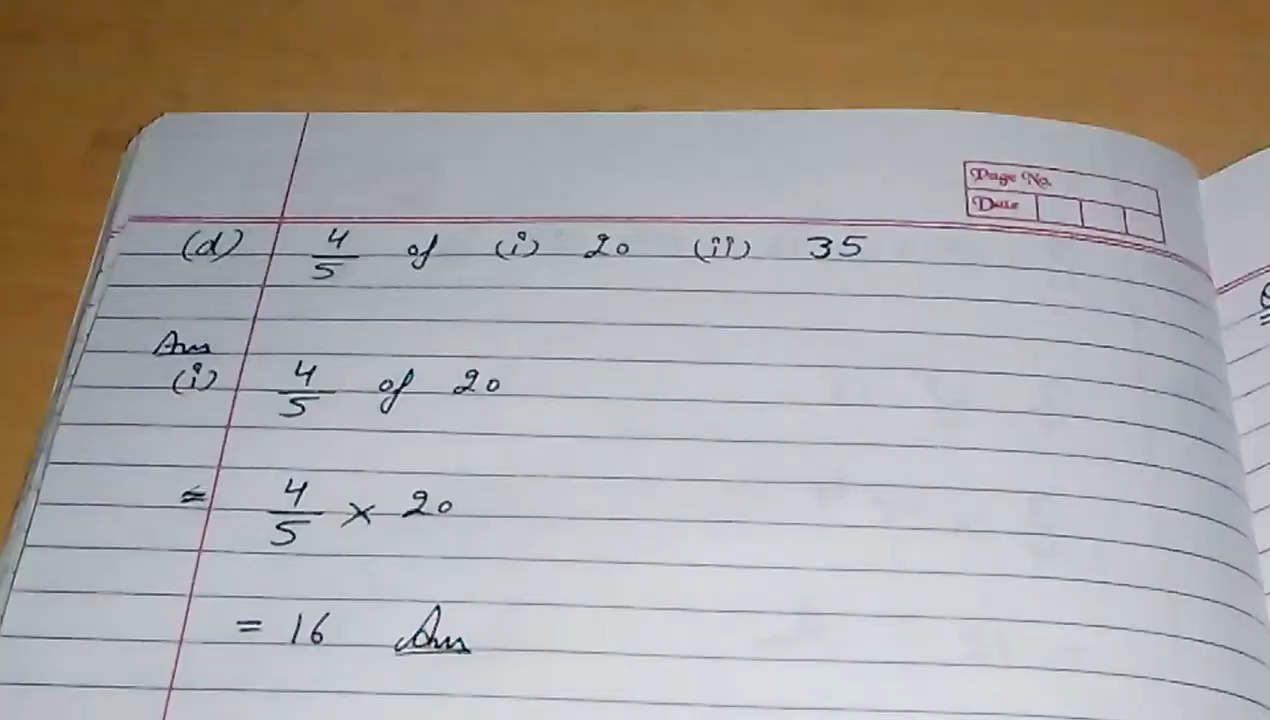 Page No.
Date
(d) 4/5 of (i) 20 (ii) 35
Ans
(i) 4/5 of 20
= 4/5 × 20
= 16 Ans